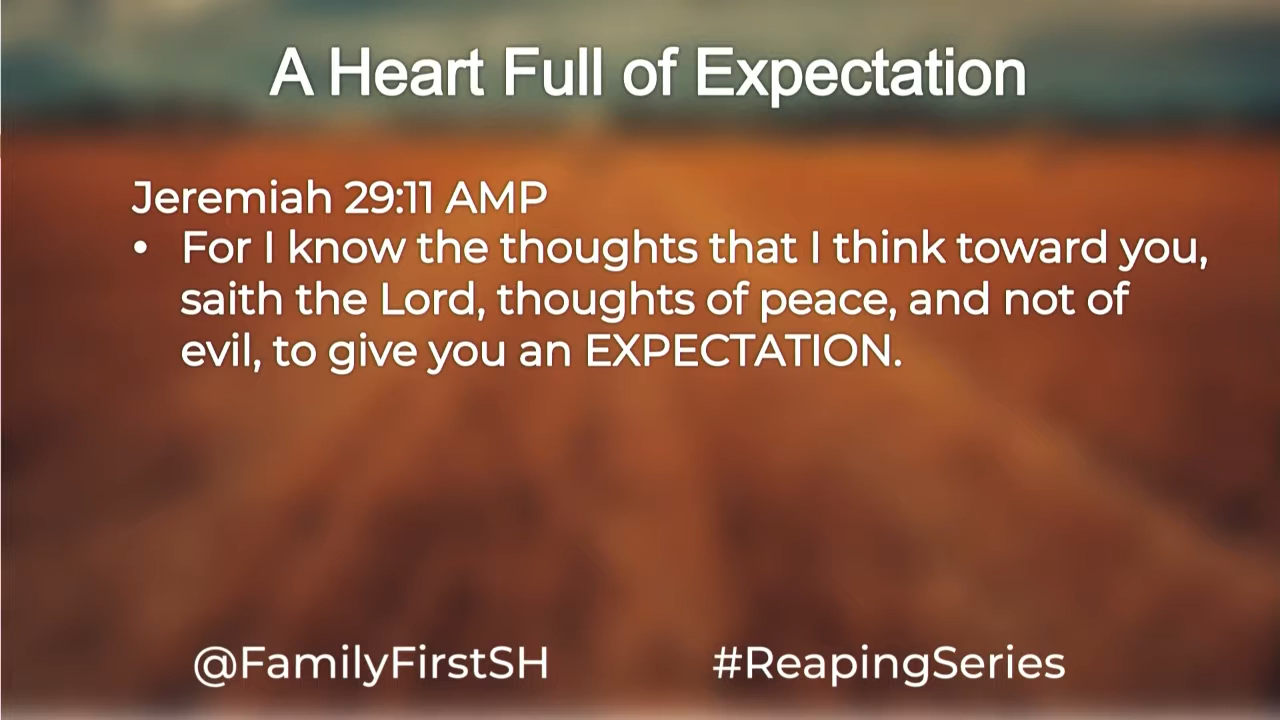 A Heart Full of Expectation
Jeremiah 29:11 AMP
• For I know the thoughts that I think toward you,
saith the Lord, thoughts of peace, and not of
evil, to give you an EXPECTATION.
@FamilyFirstSH #ReapingSeries